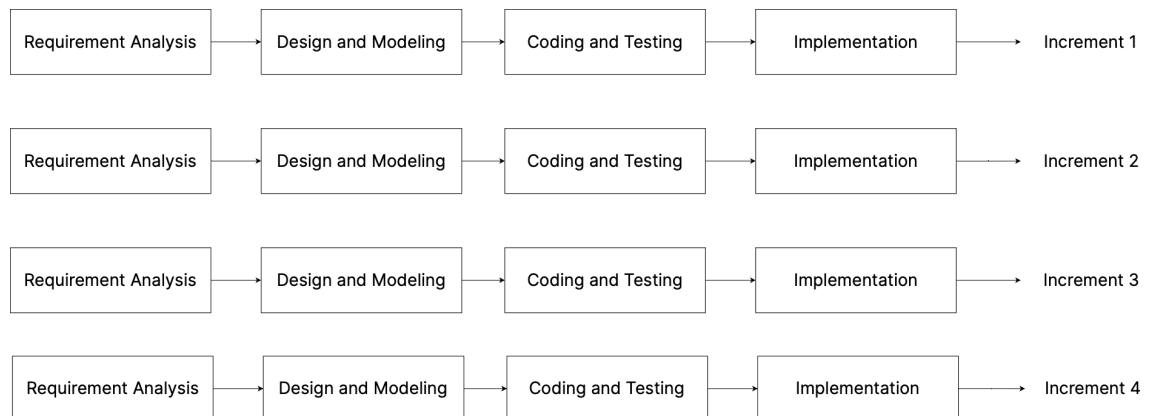 Requirement Analysis Design and Modeling Coding and Testing Implementation Increment 1
Requirement Analysis Design and Modeling Coding and Testing Implementation Increment 2
Requirement Analysis Design and Modeling Coding and Testing Implementation Increment 3
Requirement Analysis Design and Modeling Coding and Testing Implementation Increment 4